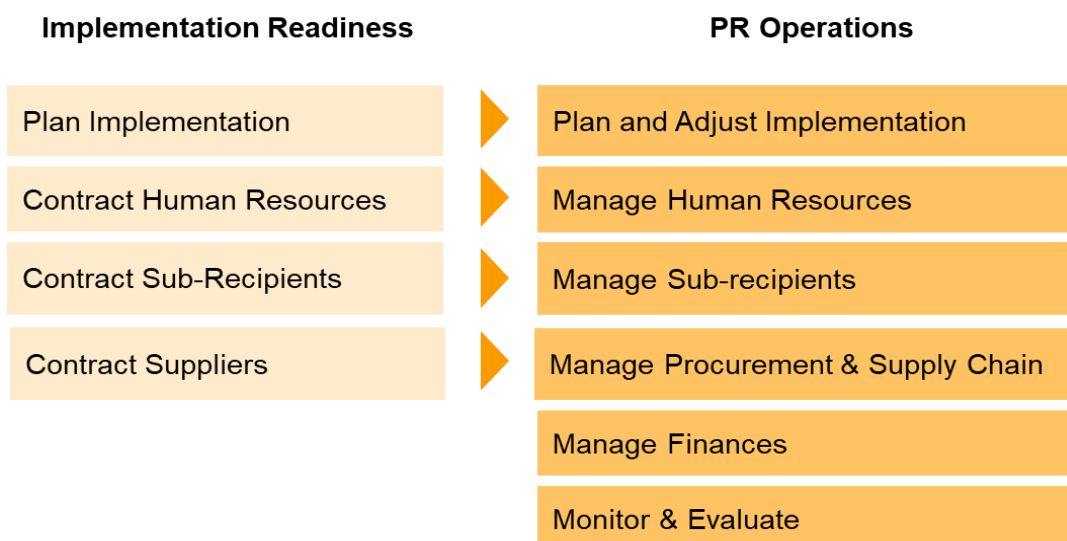 Implementation Readiness
PR Operations
Plan Implementation
Plan and Adjust Implementation
Contract Human Resources
Manage Human Resources
Contract Sub-Recipients
Manage Sub-recipients
Contract Suppliers
Manage Procurement & Supply Chain
Manage Finances
Monitor & Evaluate